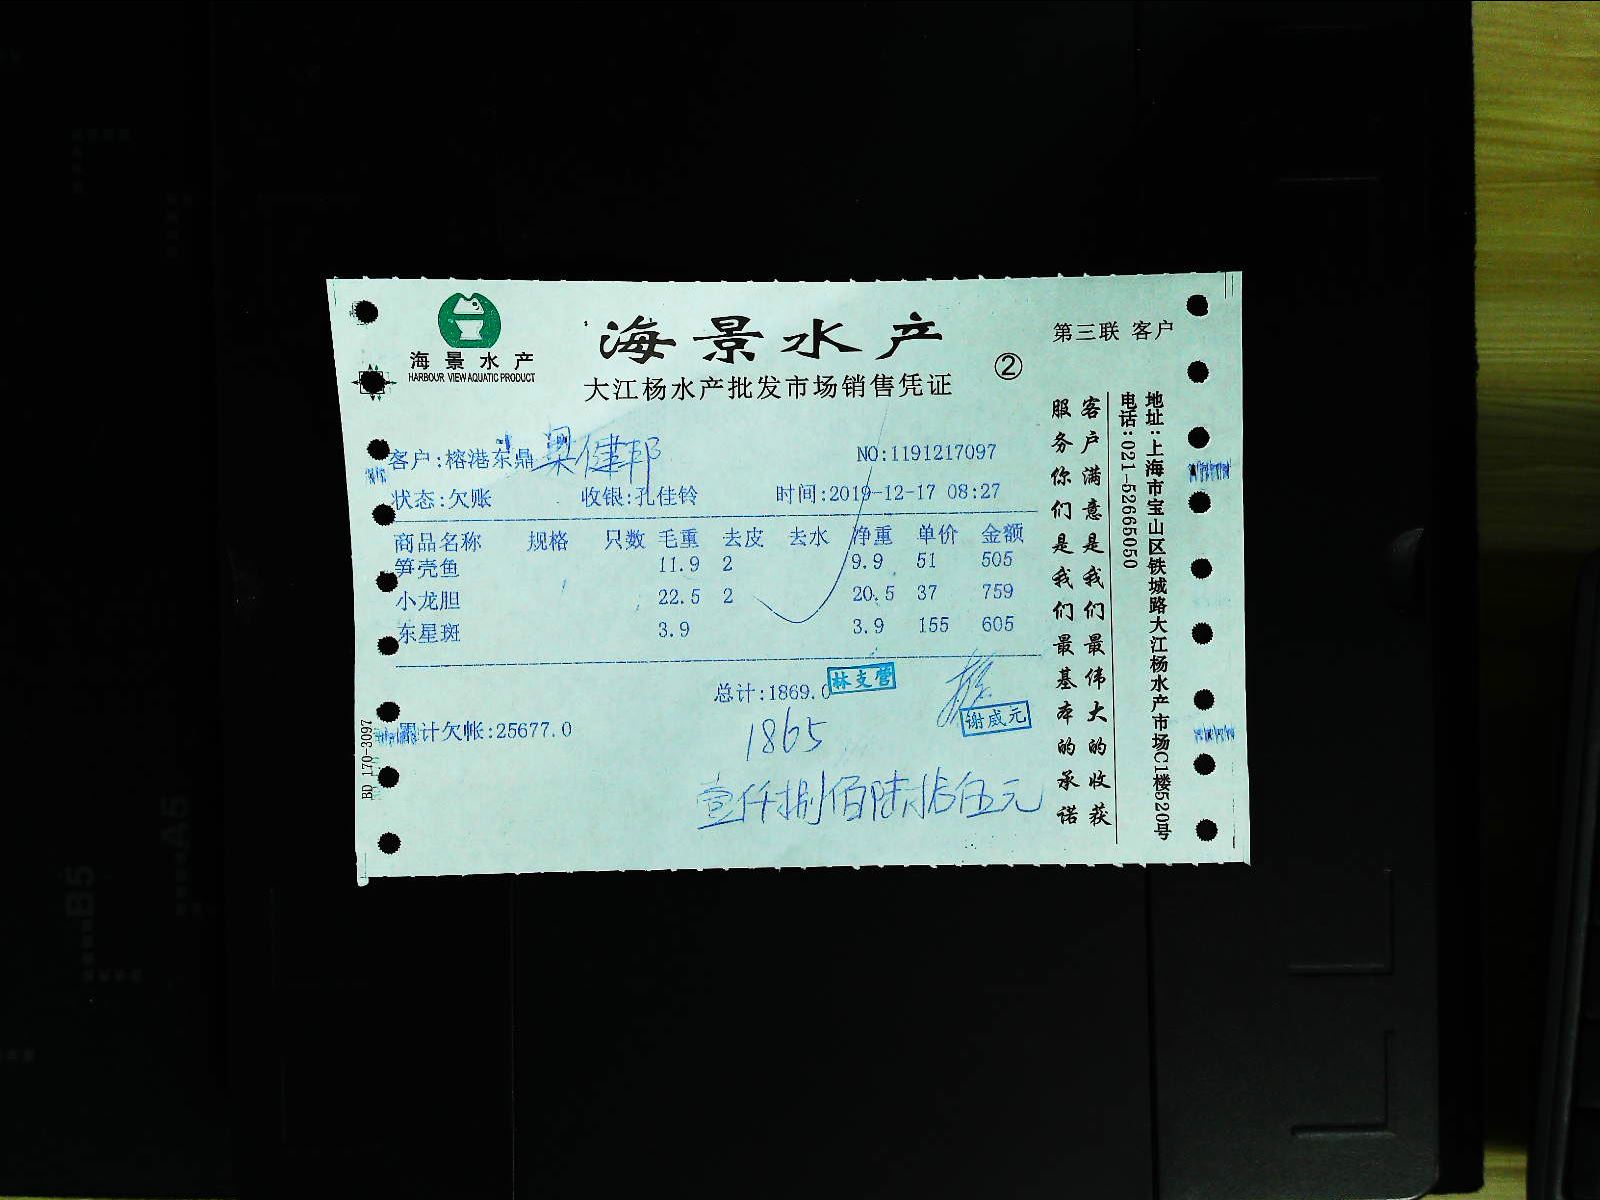 海景水产
HARBOUR VIEW AQUATIC PRODUCT
海景水产
大江杨水产批发市场销售凭证
②
第三联 客户
客户:榕港东鼎 梁健邦
NO:1191217097
状态:欠账 收银:孔佳铃 时间:2019-12-17 08:27
商品名称 规格 只数 毛重 去皮 去水 净重 单价 金额
笋壳鱼 11.9 2 9.9 51 505
小龙胆 22.5 2 20.5 37 759
东星斑 3.9 3.9 155 605
总计:1869.0
林支营
谢威元
累计欠帐:25677.0
1865
壹仟捌佰陆拾伍元
客户满意是我们最伟大的收获
服务你们是我们最基本的承诺
地址:上海市宝山区铁城路大江杨水产市场C1楼520号
电话:021-52665050
BD 170-3097
B5
A5